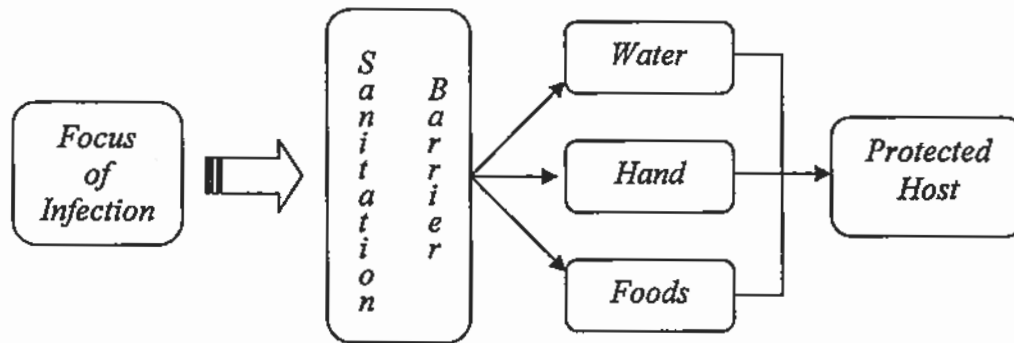 Focus
of
Infection
Sanitation
Barrier
Water
Hand
Foods
Protected
Host